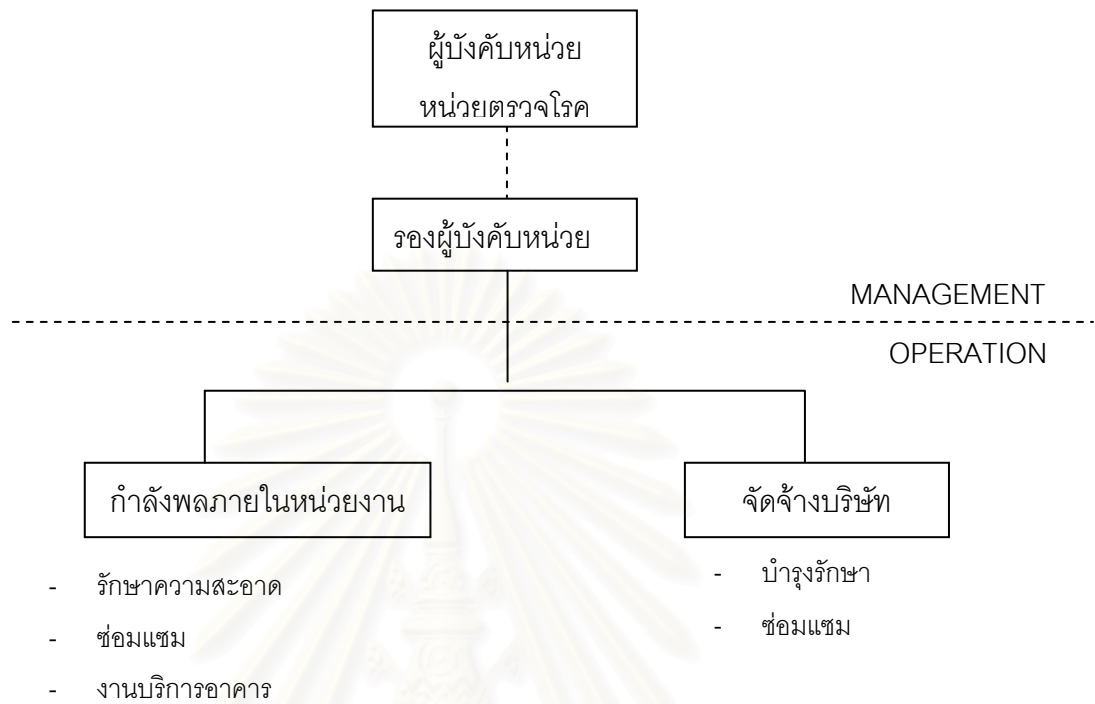 ผู้บังคับหน่วย
หน่วยตรวจโรค
รองผู้บังคับหน่วย
MANAGEMENT
OPERATION
กำลังพลภายในหน่วยงาน
- รักษาความสะอาด
- ซ่อมแซม
- งานบริการอาคาร
จัดจ้างบริษัท
- บำรุงรักษา
- ซ่อมแซม